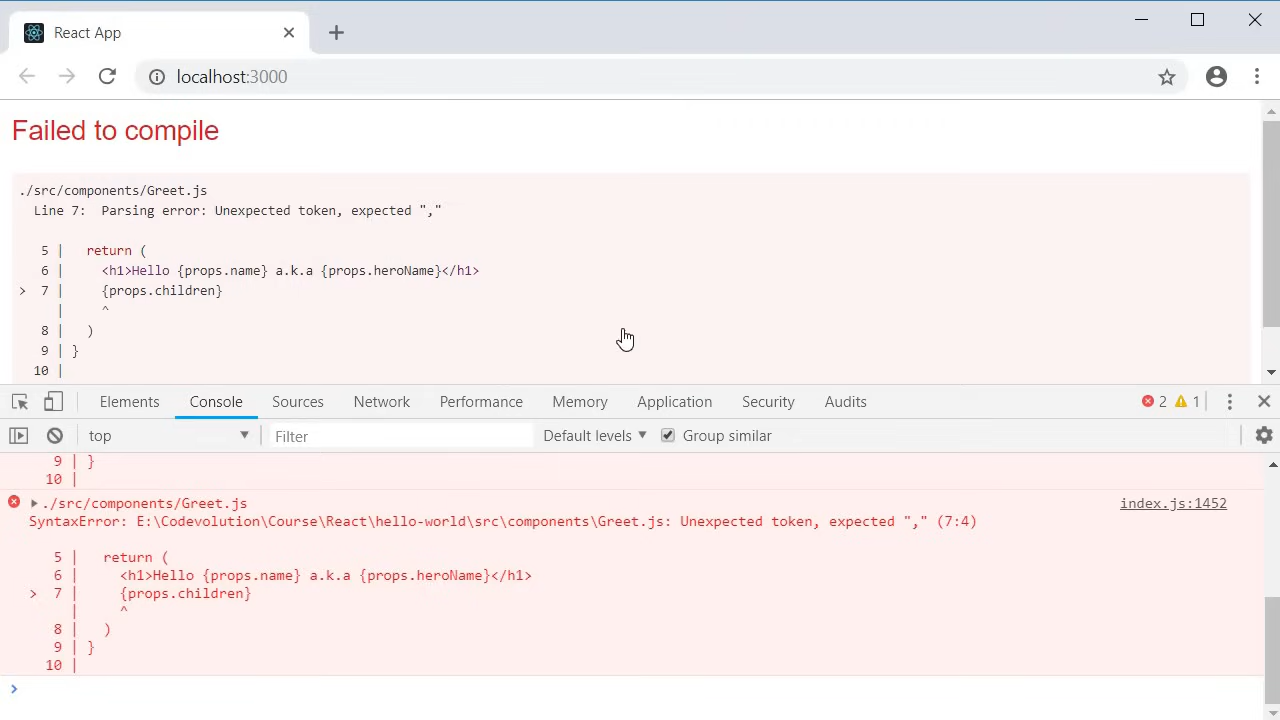 React App
localhost:3000
Failed to compile
./src/components/Greet.js
Line 7:  Parsing error: Unexpected token, expected ","
5 |   return (
6 |     <h1>Hello {props.name} a.k.a {props.heroName}</h1>
> 7 |     {props.children}
|     ^
8 |   )
9 | }
10 |
Elements Console Sources Network Performance Memory Application Security Audits 2 1
top Filter Default levels Group similar
9 | }
10 |
./src/components/Greet.js index.js:1452
SyntaxError: E:\Codevolution\Course\React\hello-world\src\components\Greet.js: Unexpected token, expected "," (7:4)
5 |   return (
6 |     <h1>Hello {props.name} a.k.a {props.heroName}</h1>
> 7 |     {props.children}
|     ^
8 |   )
9 | }
10 |
>